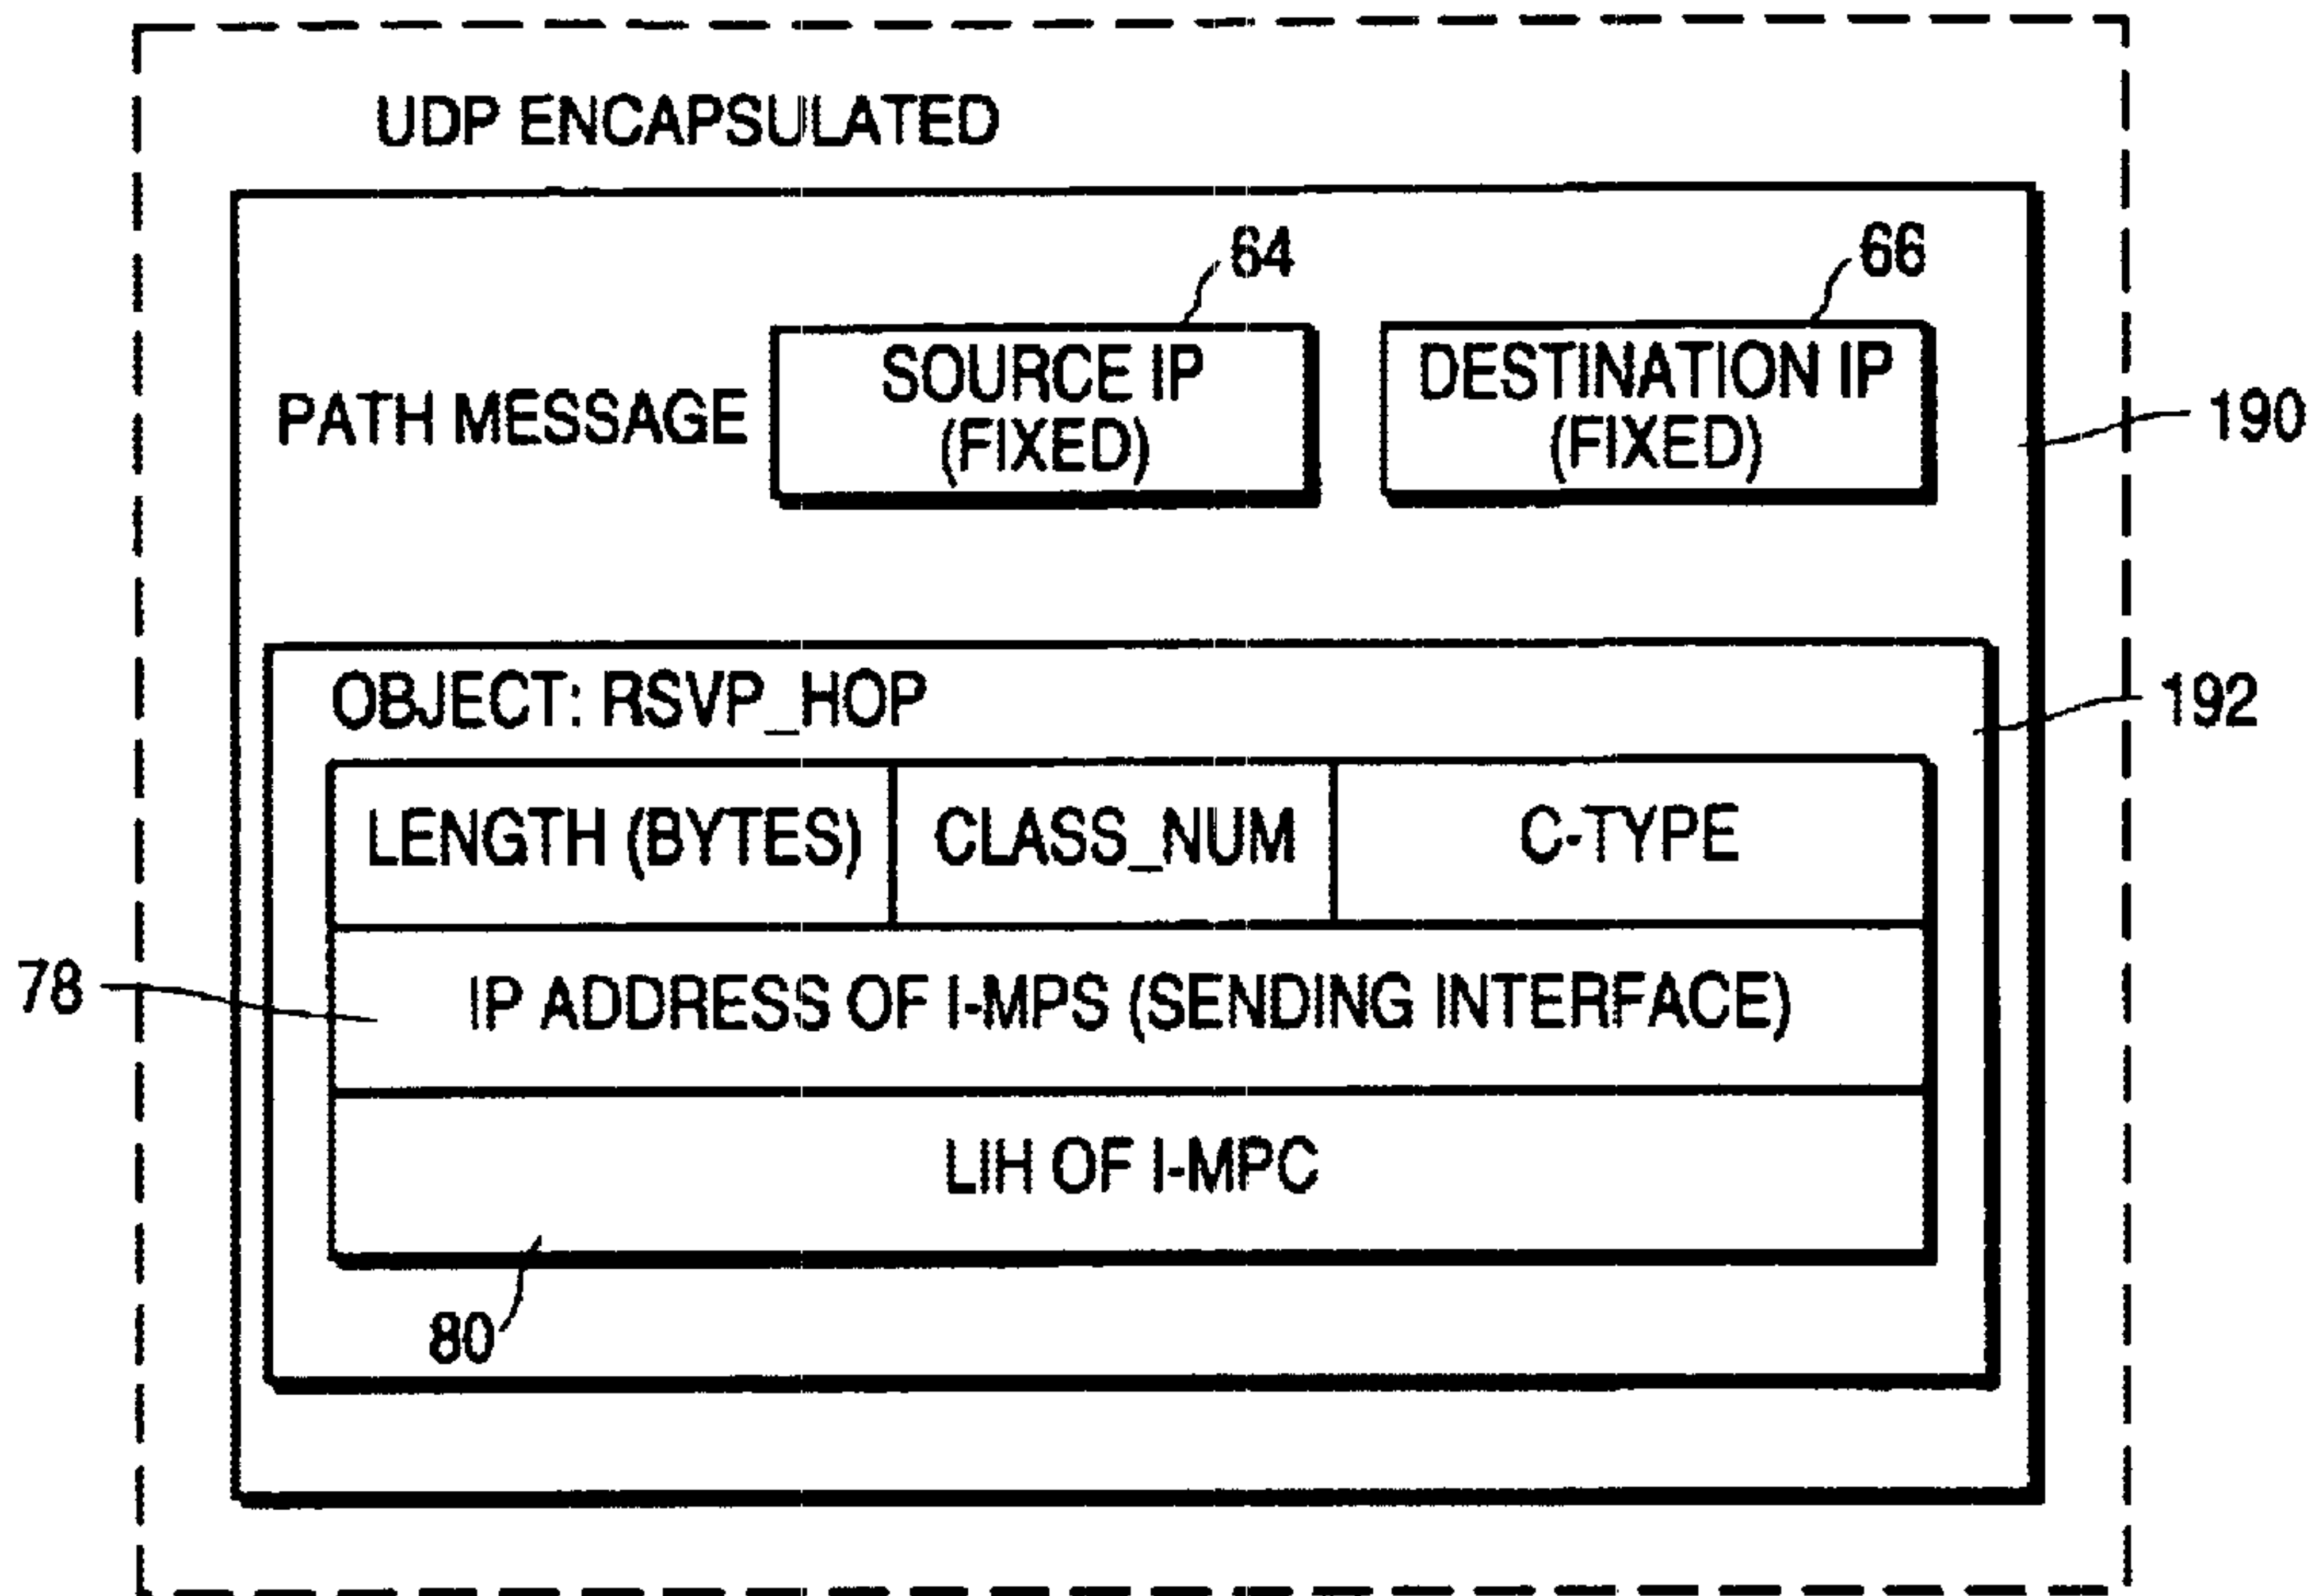 UDP ENCAPSULATED
64
66
PATH MESSAGE
SOURCE IP
(FIXED)
DESTINATION IP
(FIXED)
190
OBJECT: RSVP_HOP
192
LENGTH (BYTES)
CLASS_NUM
C-TYPE
78
IP ADDRESS OF I-MPS (SENDING INTERFACE)
LIH OF I-MPC
80